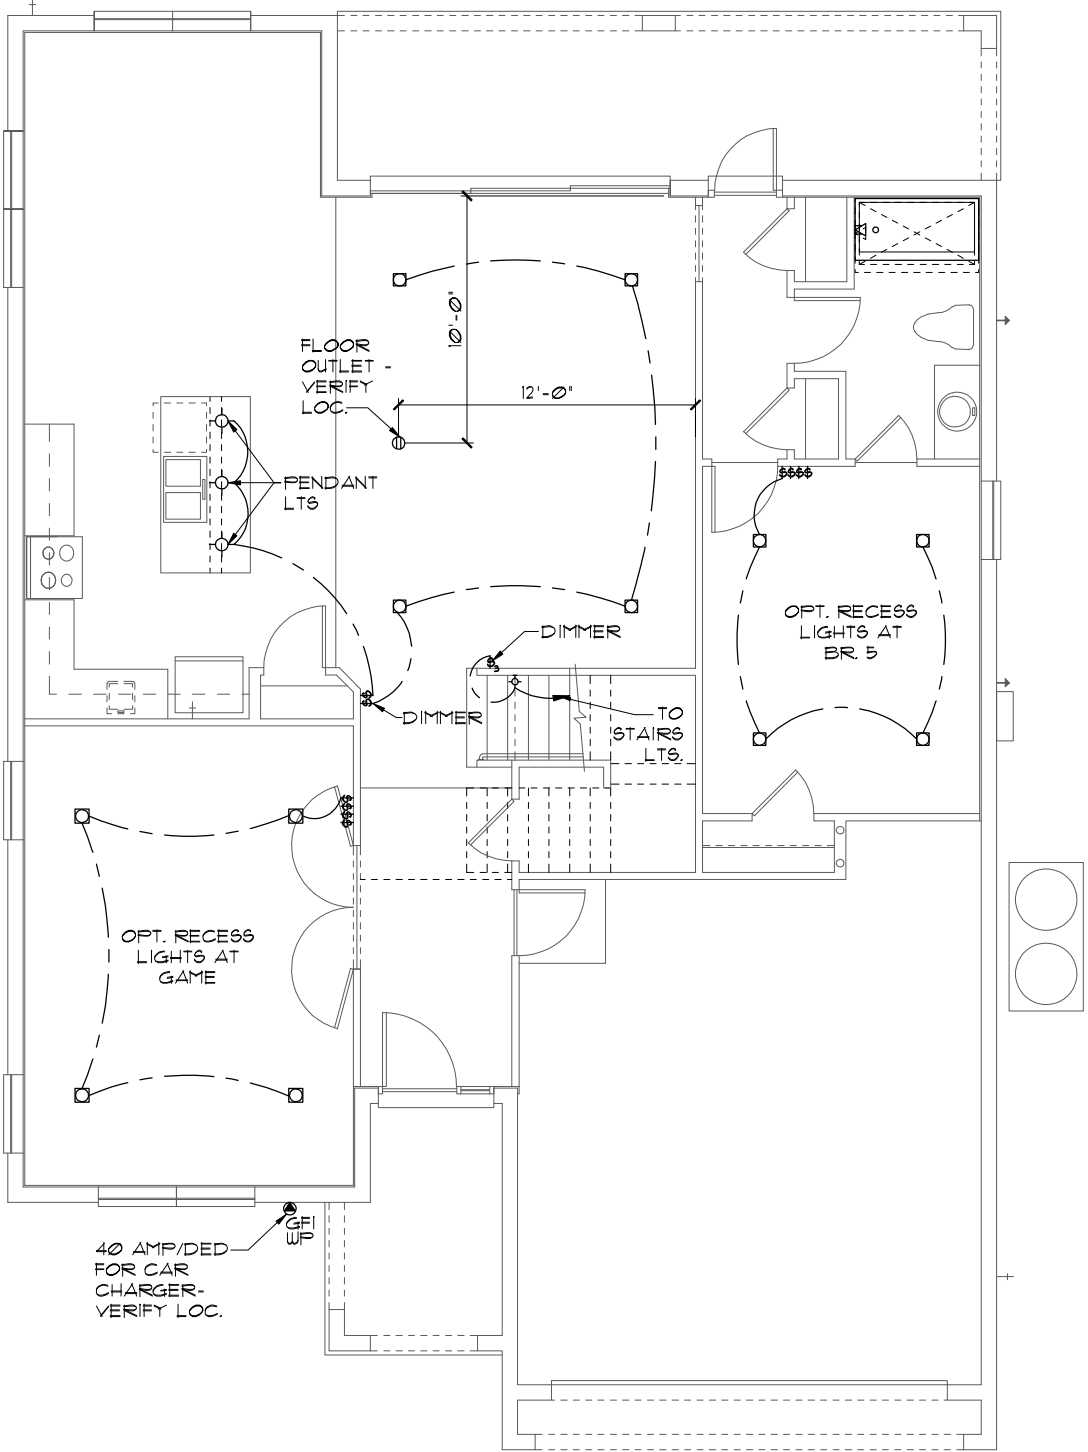 10'-0"
FLOOR
OUTLET -
VERIFY
LOC.
12'-0"
PENDANT
LTS
$$$$
OPT. RECESS
LIGHTS AT
BR. 5
DIMMER
$3
$$
DIMMER
TO
STAIRS
LTS.
$$$$
OPT. RECESS
LIGHTS AT
GAME
GFI
WP
40 AMP/DED
FOR CAR
CHARGER-
VERIFY LOC.